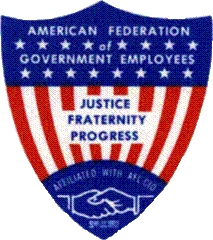 AMERICAN FEDERATION
of
GOVERNMENT EMPLOYEES
JUSTICE
FRATERNITY
PROGRESS
AFFILIATED WITH AFL-CIO